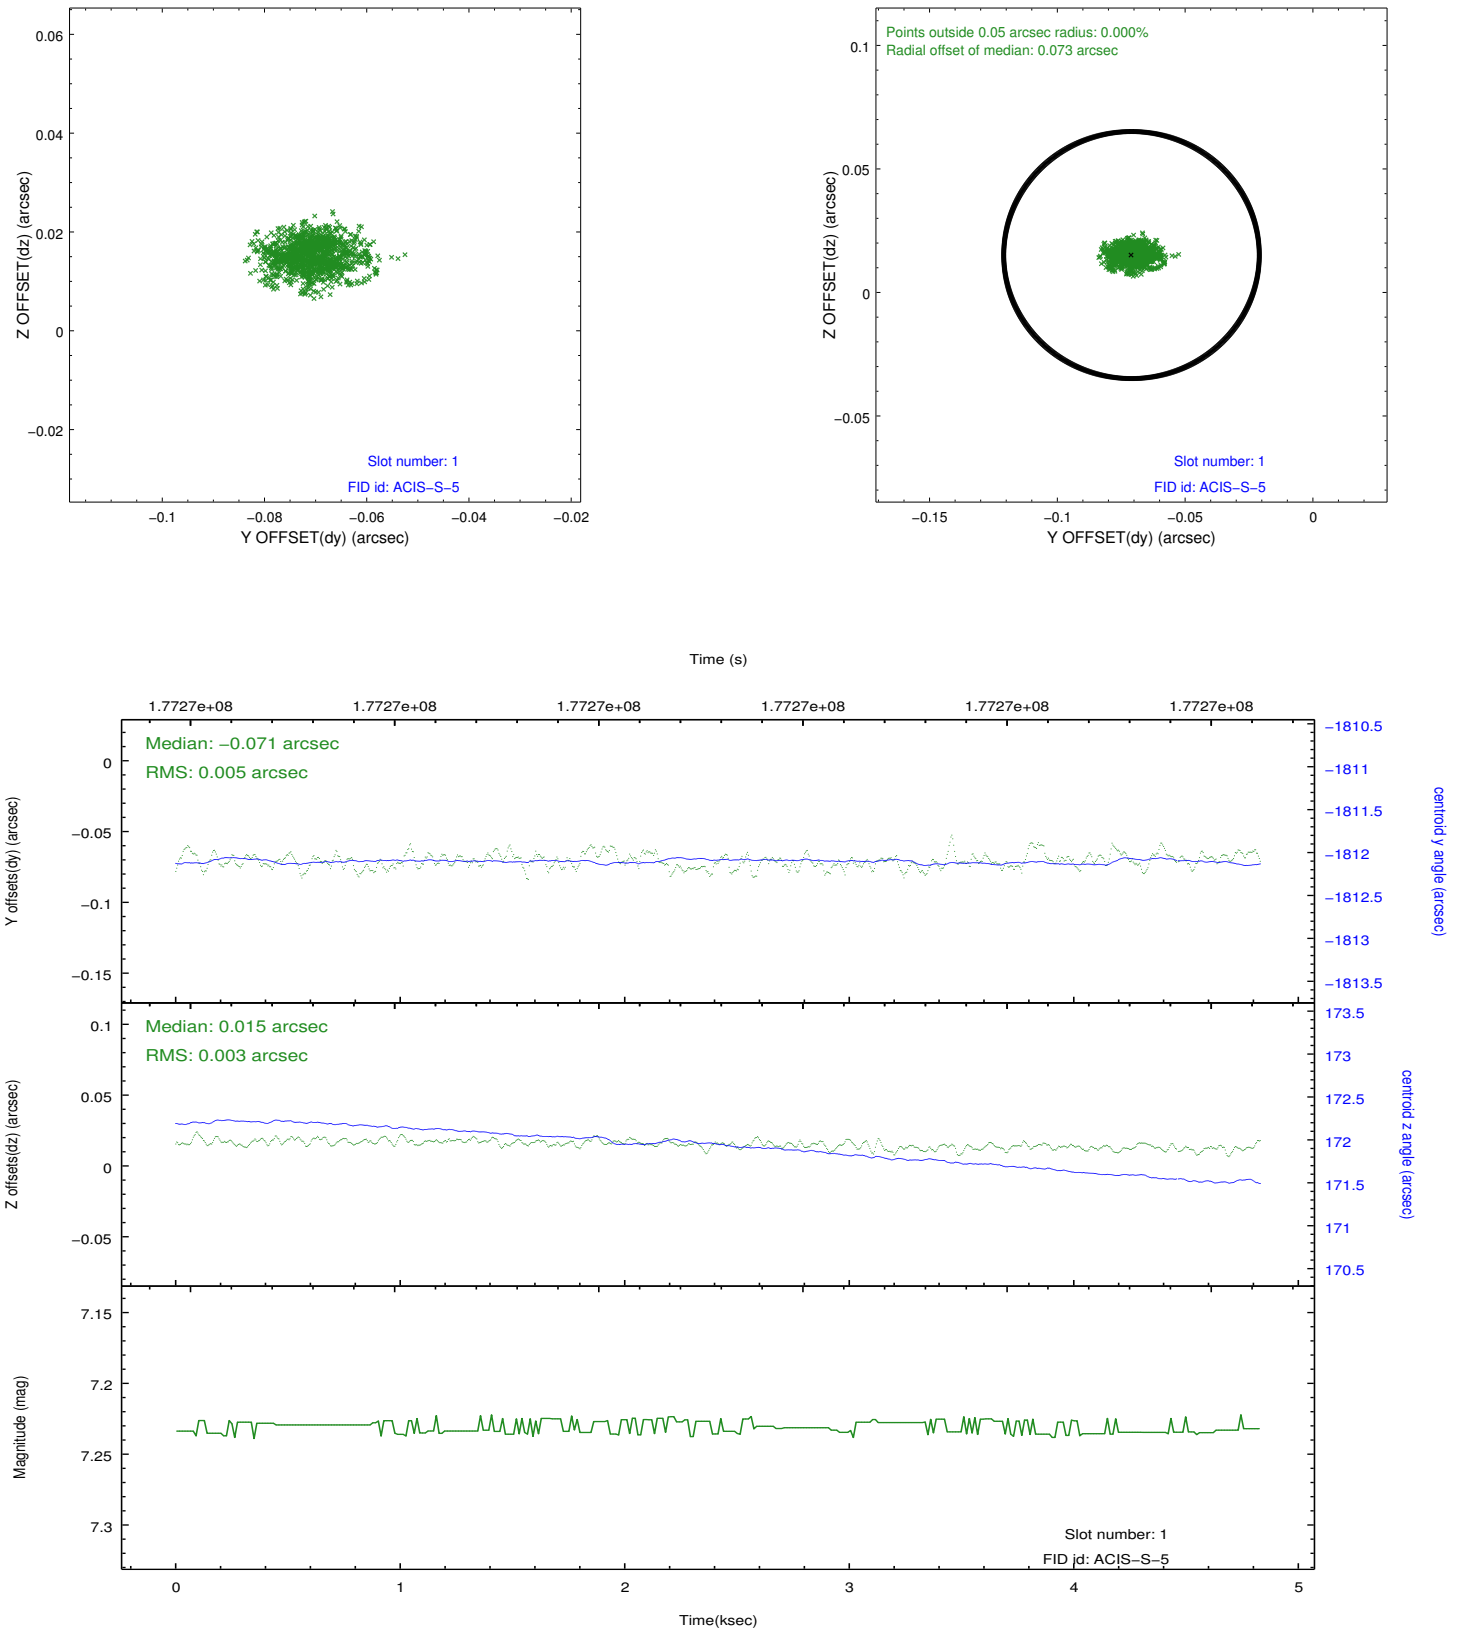 0.06
0.04
0.02
0
−0.02
Z OFFSET(dz) (arcsec)
Slot number: 1
FID id: ACIS−S−5
−0.1 −0.08 −0.06 −0.04 −0.02
Y OFFSET(dy) (arcsec)
Points outside 0.05 arcsec radius: 0.000%
Radial offset of median: 0.073 arcsec
0.1
0.05
0
−0.05
Z OFFSET(dz) (arcsec)
Slot number: 1
FID id: ACIS−S−5
−0.15 −0.1 −0.05 0
Y OFFSET(dy) (arcsec)
Time (s)
1.7727e+08 1.7727e+08 1.7727e+08 1.7727e+08 1.7727e+08 1.7727e+08
Median: −0.071 arcsec
RMS: 0.005 arcsec
0
−0.05
−0.1
−0.15
Y offsets(dy) (arcsec)
−1810.5
−1811
−1811.5
−1812
−1812.5
−1813
−1813.5
centroid y angle (arcsec)
Median: 0.015 arcsec
RMS: 0.003 arcsec
0.1
0.05
0
−0.05
Z offsets(dz) (arcsec)
173.5
173
172.5
172
171.5
171
170.5
centroid z angle (arcsec)
7.15
7.2
7.25
7.3
Magnitude (mag)
Slot number: 1
FID id: ACIS−S−5
0 1 2 3 4 5
Time(ksec)